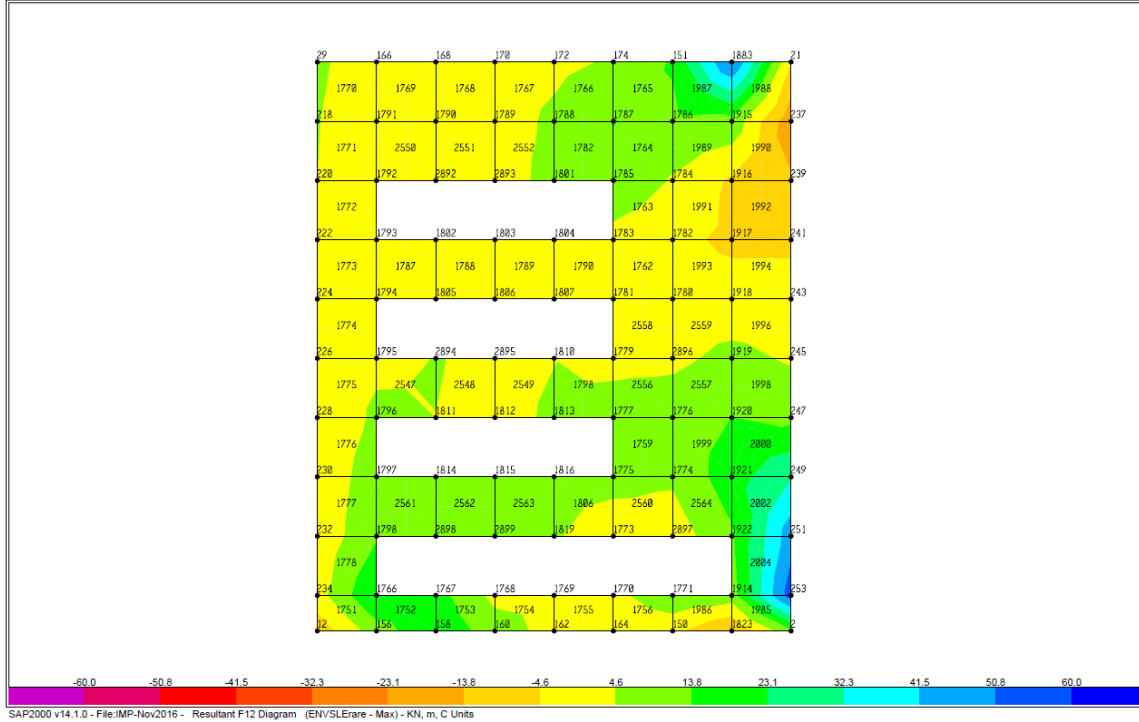 29 166 168 170 172 174 151 1883 21
1770 1769 1768 1767 1766 1765 1987 1988
218 1791 1790 1789 1788 1787 1786 1915 237
1771 2550 2551 2552 1782 1764 1989 1990
220 1792 2892 2893 1801 1785 1784 1916 239
1772 1763 1991 1992
222 1793 1802 1803 1804 1783 1782 1917 241
1773 1787 1788 1789 1790 1762 1993 1994
224 1794 1805 1806 1807 1781 1780 1918 243
1774 2558 2559 1996
226 1795 2894 2895 1810 1779 2896 1919 245
1775 2547 2548 2549 1798 2556 2557 1998
228 1796 1811 1812 1813 1777 1776 1920 247
1776 1759 1999 2000
230 1797 1814 1815 1816 1775 1774 1921 249
1777 2561 2562 2563 1806 2560 2564 2002
232 1798 2898 2899 1819 1773 2897 1922 251
1778 2004
234 1766 1767 1768 1769 1770 1771 1914 253
1751 1752 1753 1754 1755 1756 1986 1985
12 156 158 160 162 164 150 1823 2
-60.0 -50.8 -41.5 -32.3 -23.1 -13.8 -4.6 4.6 13.8 23.1 32.3 41.5 50.8 60.0
SAP2000 v14.1.0 - File:IMP-Nov2016 - Resultant F12 Diagram (ENVSLErare - Max) - KN, m, C Units